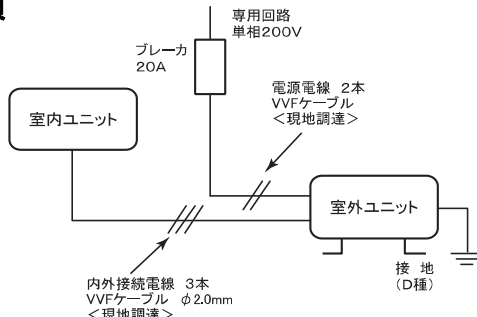 専用回路
単相200V
ブレーカ
20A
電源電線 2本
VVFケーブル
＜現地調達＞
室内ユニット
室外ユニット
接 地
（D種）
内外接続電線 3本
VVFケーブル φ2.0mm
＜現地調達＞